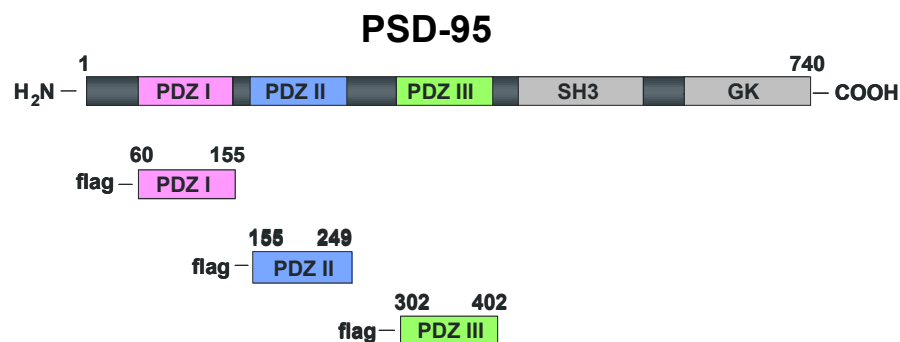 PSD-95
1 740
H₂N PDZ I PDZ II PDZ III SH3 GK COOH
60 155
flag PDZ I
155 249
flag PDZ II
302 402
flag PDZ III